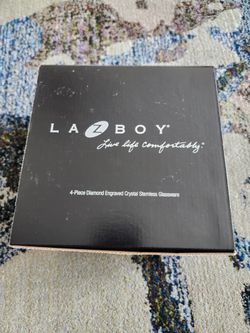 LA Z BOY®
Live life comfortably.®
4-Piece Diamond Engraved Crystal Stemless Glassware